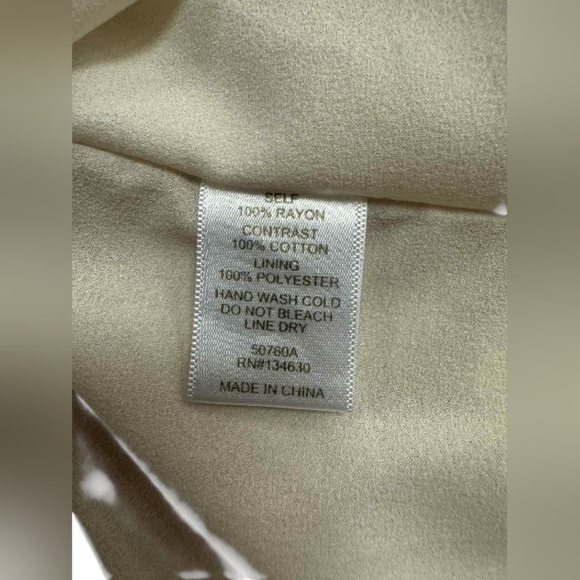 SELF
100% RAYON
CONTRAST
100% COTTON
LINING
100% POLYESTER
HAND WASH COLD
DO NOT BLEACH
LINE DRY
50760A
RN#134630
MADE IN CHINA